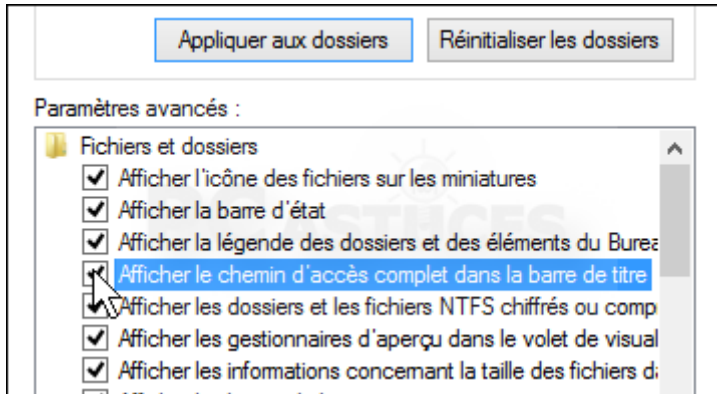 Appliquer aux dossiers Réinitialiser les dossiers
Paramètres avancés :
Fichiers et dossiers
Afficher l'icône des fichiers sur les miniatures
Afficher la barre d'état
Afficher la légende des dossiers et des éléments du Burea
Afficher le chemin d'accès complet dans la barre de titre
Afficher les dossiers et les fichiers NTFS chiffrés ou comp
Afficher les gestionnaires d'aperçu dans le volet de visual
Afficher les informations concernant la taille des fichiers da